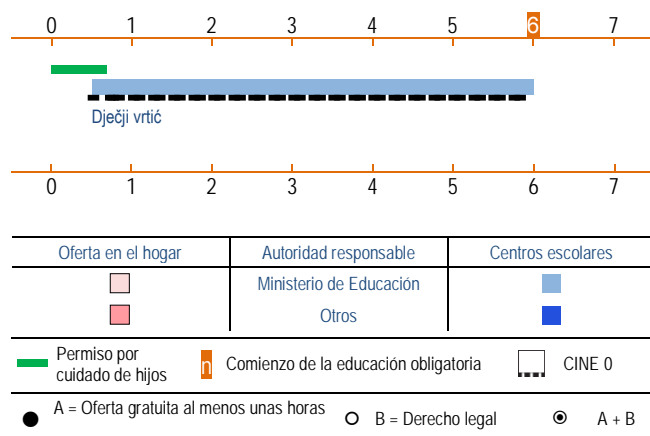 0 1 2 3 4 5 6 7
Dječji vrtić
0 1 2 3 4 5 6 7
Oferta en el hogar Autoridad responsable Centros escolares
Ministerio de Educación
Otros
Permiso por
cuidado de hijos
n Comienzo de la educación obligatoria CINE 0
A = Oferta gratuita al menos unas horas B = Derecho legal A + B